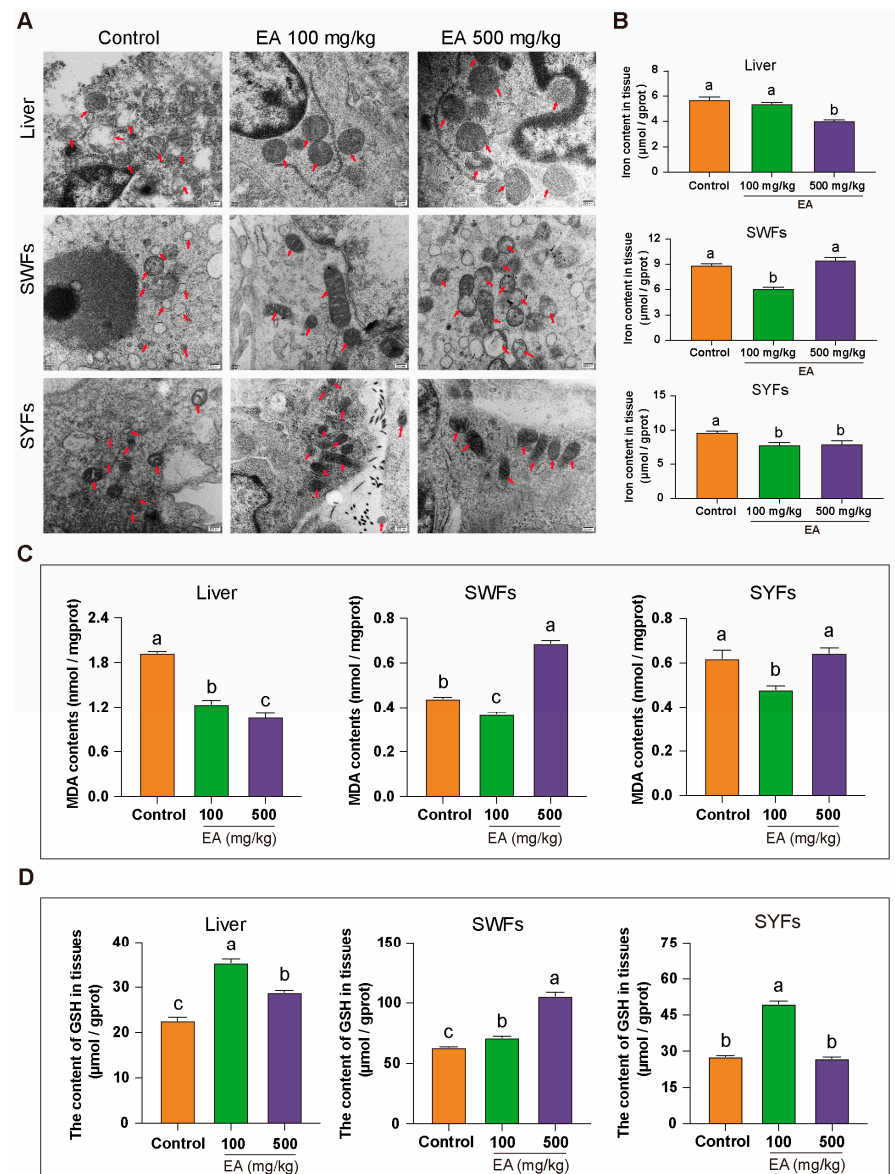 A
Control
EA 100 mg/kg
EA 500 mg/kg
Liver
SWFs
SYFs
B
Liver
Iron content in tissue
(μmol / gprot )
8
6
4
2
0
a
a
b
Control
100 mg/kg
500 mg/kg
EA
SWFs
Iron content in tissue
(μmol / gprot )
12
9
6
3
0
a
b
a
Control
100 mg/kg
500 mg/kg
EA
SYFs
Iron content in tissue
(μmol / gprot )
15
10
5
0
a
b
b
Control
100 mg/kg
500 mg/kg
EA
C
Liver
MDA contents (nmol / mgprot)
2.4
1.8
1.2
0.6
0.0
a
b
c
Control
100
500
EA (mg/kg)
SWFs
MDA contents (nmol / mgprot)
0.8
0.6
0.4
0.2
0.0
b
c
a
Control
100
500
EA (mg/kg)
SYFs
MDA contents (nmol / mgprot)
0.8
0.6
0.4
0.2
0.0
a
b
a
Control
100
500
EA (mg/kg)
D
Liver
The content of GSH in tissues
(μmol / gprot)
40
30
20
10
0
c
a
b
Control
100
500
EA (mg/kg)
SWFs
The content of GSH in tissues
(μmol / gprot)
150
100
50
0
c
b
a
Control
100
500
EA (mg/kg)
SYFs
The content of GSH in tissues
(μmol / gprot)
75
60
45
30
15
0
b
a
b
Control
100
500
EA (mg/kg)